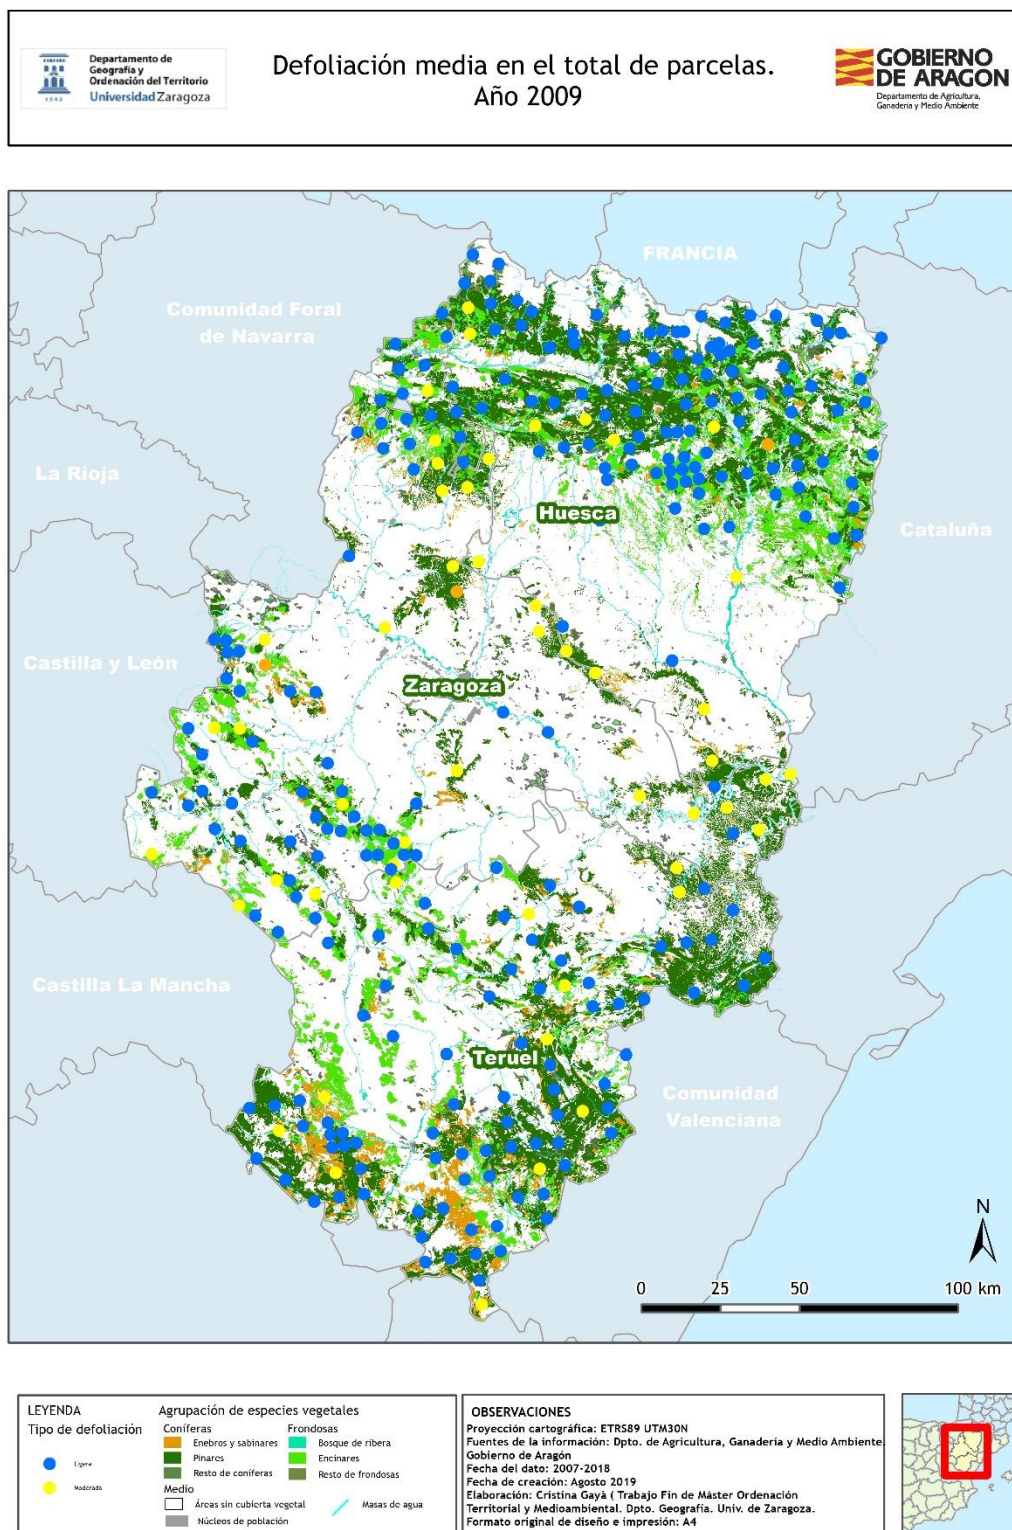 Departamento de
Geografía y
Ordenación del Territorio
Universidad Zaragoza
1542
Defoliación media en el total de parcelas.
Año 2009
GOBIERNO
DE ARAGON
Departamento de Agricultura,
Ganadería y Medio Ambiente
FRANCIA
Comunidad Foral
de Navarra
La Rioja
Huesca
Cataluña
Castilla y León
Zaragoza
Castilla La Mancha
Teruel
Comunidad
Valenciana
N
0 25 50 100 km
LEYENDA
Tipo de defoliación
Ligera
Moderada
Agrupación de especies vegetales
Coníferas
Enebros y sabinares
Pinares
Resto de coníferas
Frondosas
Bosque de ribera
Encinares
Resto de frondosas
Medio
Áreas sin cubierta vegetal
Masas de agua
Núcleos de población
OBSERVACIONES
Proyección cartográfica: ETRS89 UTM30N
Fuentes de la información: Dpto. de Agricultura, Ganadería y Medio Ambiente.
Gobierno de Aragón
Fecha del dato: 2007-2018
Fecha de creación: Agosto 2019
Elaboración: Cristina Gayà ( Trabajo Fin de Máster Ordenación
Territorial y Medioambiental. Dpto. Geografía. Univ. de Zaragoza.
Formato original de diseño e impresión: A4